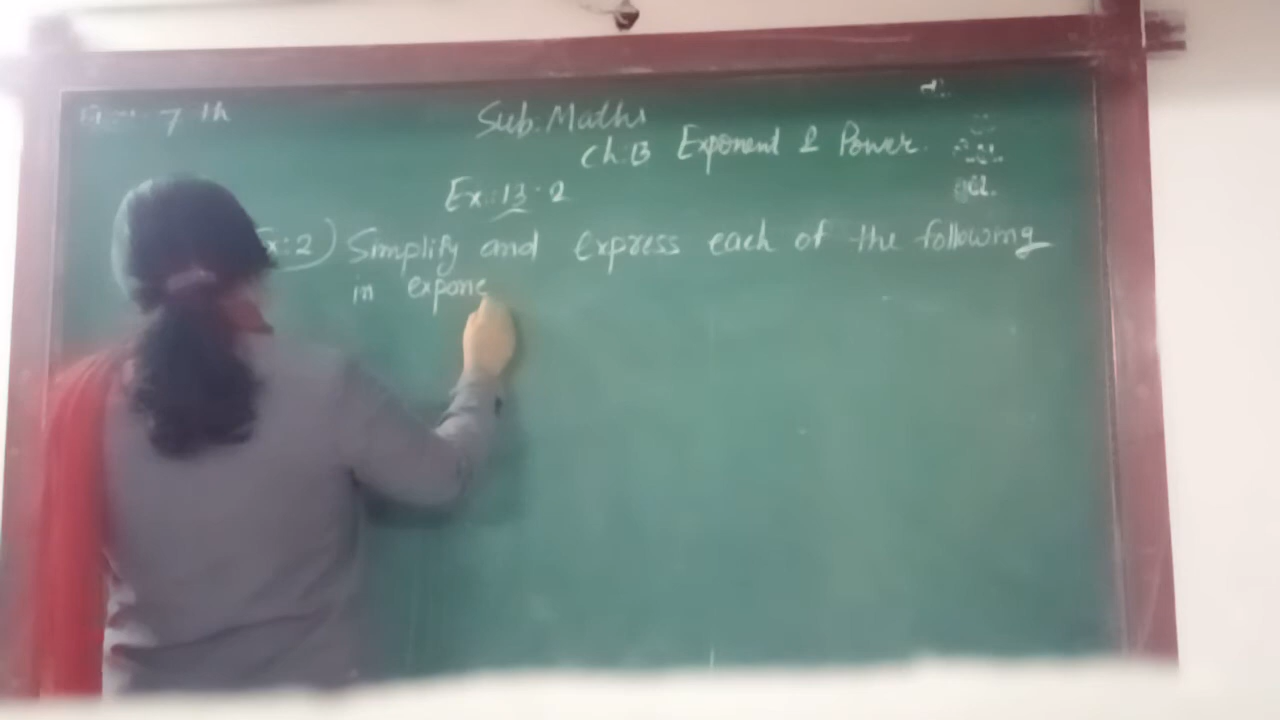 7 th
Sub: Maths
Ch:13 Exponent & Power.
Ex: 13.2
x:2) Simplify and express each of the following
in expone